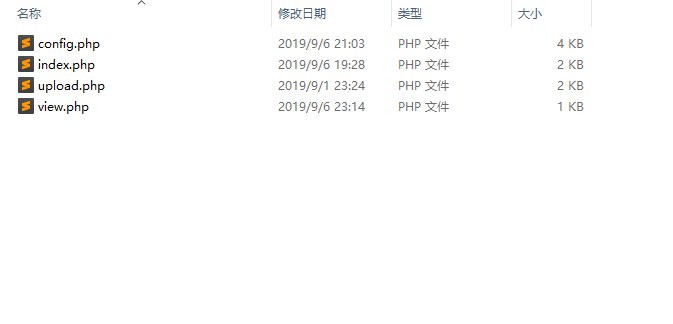 名称 修改日期 类型 大小
config.php 2019/9/6 21:03 PHP 文件 4 KB
index.php 2019/9/6 19:28 PHP 文件 2 KB
upload.php 2019/9/1 23:24 PHP 文件 2 KB
view.php 2019/9/6 23:14 PHP 文件 1 KB